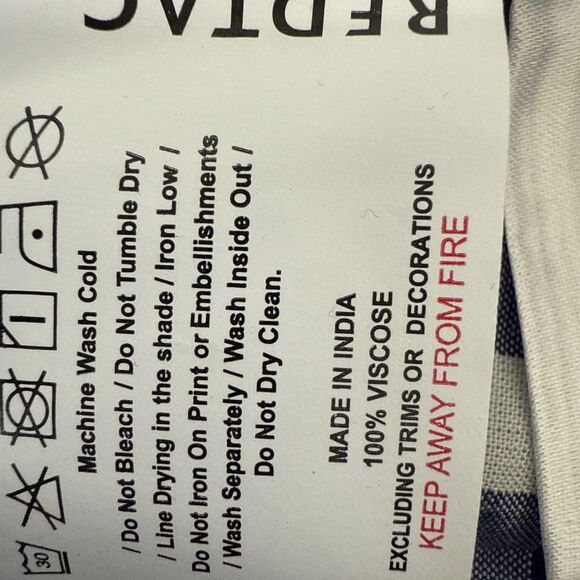 REDTAG
30
Machine Wash Cold
/ Do Not Bleach / Do Not Tumble Dry
/ Line Drying in the shade / Iron Low /
Do Not Iron On Print or Embellishments
/ Wash Separately / Wash Inside Out /
Do Not Dry Clean.
MADE IN INDIA
100% VISCOSE
EXCLUDING TRIMS OR DECORATIONS
KEEP AWAY FROM FIRE